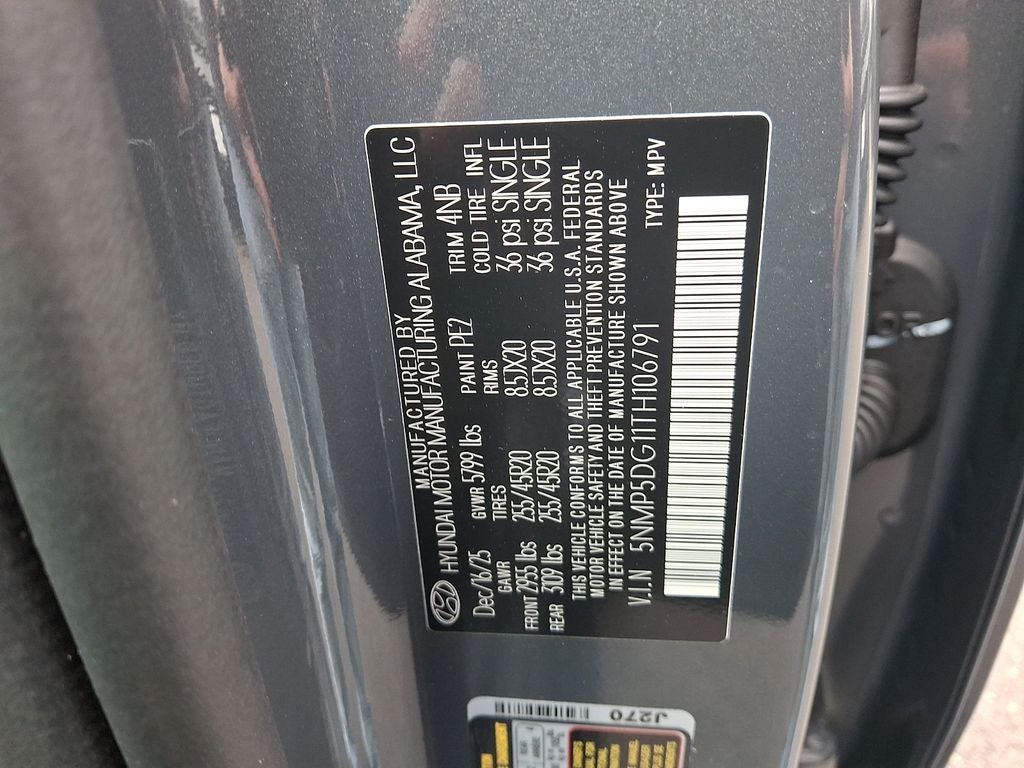 MANUFACTURED BY
HYUNDAI MOTOR MANUFACTURING ALABAMA, LLC
Dec/16/25 GVWR 5799 lbs PAINT PE2 TRIM 4NB
GAWR TIRES RIMS COLD TIRE INFL
FRONT 2955 lbs 255/45R20 8.5JX20 36 psi SINGLE
REAR 3109 lbs 255/45R20 8.5JX20 36 psi SINGLE
THIS VEHICLE CONFORMS TO ALL APPLICABLE U.S.A. FEDERAL
MOTOR VEHICLE SAFETY AND THEFT PREVENTION STANDARDS
IN EFFECT ON THE DATE OF MANUFACTURE SHOWN ABOVE
V.I.N 5NMP5DG11TH106791 TYPE: MPV
J270